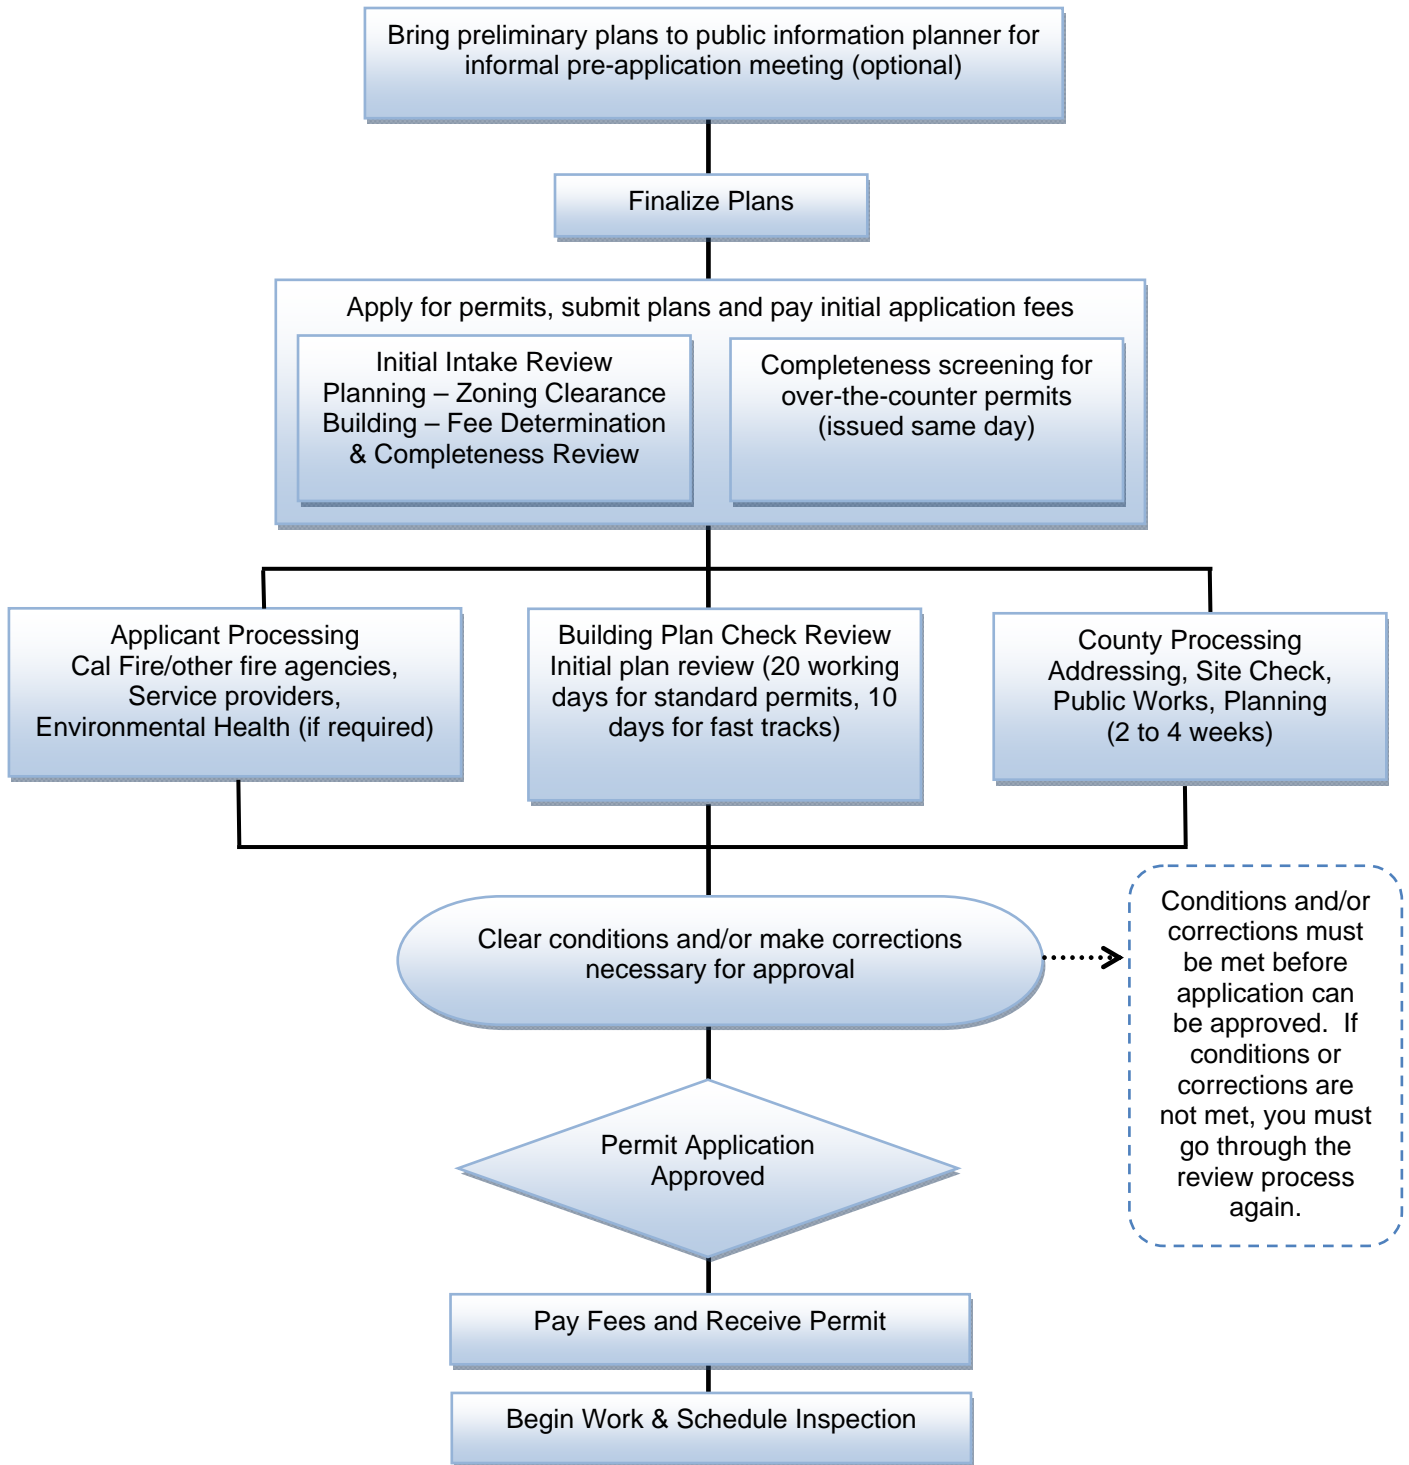 Bring preliminary plans to public information planner for
informal pre-application meeting (optional)
Finalize Plans
Apply for permits, submit plans and pay initial application fees
Initial Intake Review
Planning – Zoning Clearance
Building – Fee Determination
& Completeness Review
Completeness screening for
over-the-counter permits
(issued same day)
Applicant Processing
Cal Fire/other fire agencies,
Service providers,
Environmental Health (if required)
Building Plan Check Review
Initial plan review (20 working
days for standard permits, 10
days for fast tracks)
County Processing
Addressing, Site Check,
Public Works, Planning
(2 to 4 weeks)
Clear conditions and/or make corrections
necessary for approval
Conditions and/or
corrections must
be met before
application can
be approved.  If
conditions or
corrections are
not met, you must
go through the
review process
again.
Permit Application
Approved
Pay Fees and Receive Permit
Begin Work & Schedule Inspection